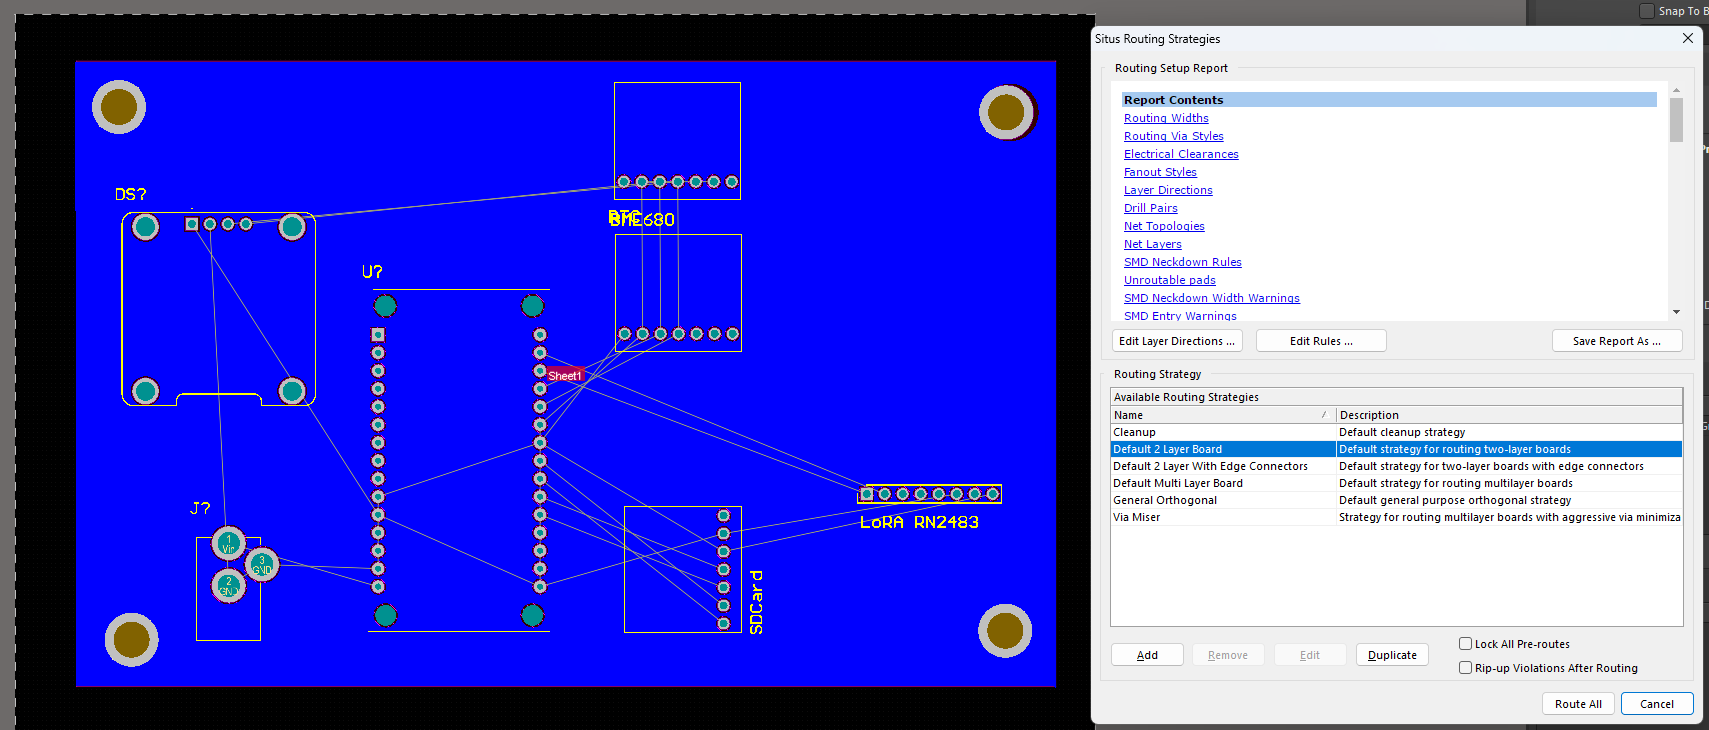 Snap To B
Situs Routing Strategies
Routing Setup Report
Report Contents
Routing Widths
Routing Via Styles
Electrical Clearances
Fanout Styles
Layer Directions
Drill Pairs
Net Topologies
Net Layers
SMD Neckdown Rules
Unroutable pads
SMD Neckdown Width Warnings
SMD Entry Warnings
Edit Layer Directions ...
Edit Rules ...
Save Report As ...
Routing Strategy
Available Routing Strategies
Name / Description
Cleanup Default cleanup strategy
Default 2 Layer Board Default strategy for routing two-layer boards
Default 2 Layer With Edge Connectors Default strategy for two-layer boards with edge connectors
Default Multi Layer Board Default strategy for routing multilayer boards
General Orthogonal Default general purpose orthogonal strategy
Via Miser Strategy for routing multilayer boards with aggressive via minimiza
Add
Remove
Edit
Duplicate
Lock All Pre-routes
Rip-up Violations After Routing
Route All
Cancel
DS?
BME680
U?
Sheet1
J?
1
Vin
3
GND
2
GND
LoRA RN2483
SDCard